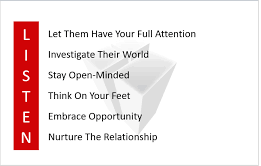 L Let Them Have Your Full Attention
I Investigate Their World
S Stay Open-Minded
T Think On Your Feet
E Embrace Opportunity
N Nurture The Relationship